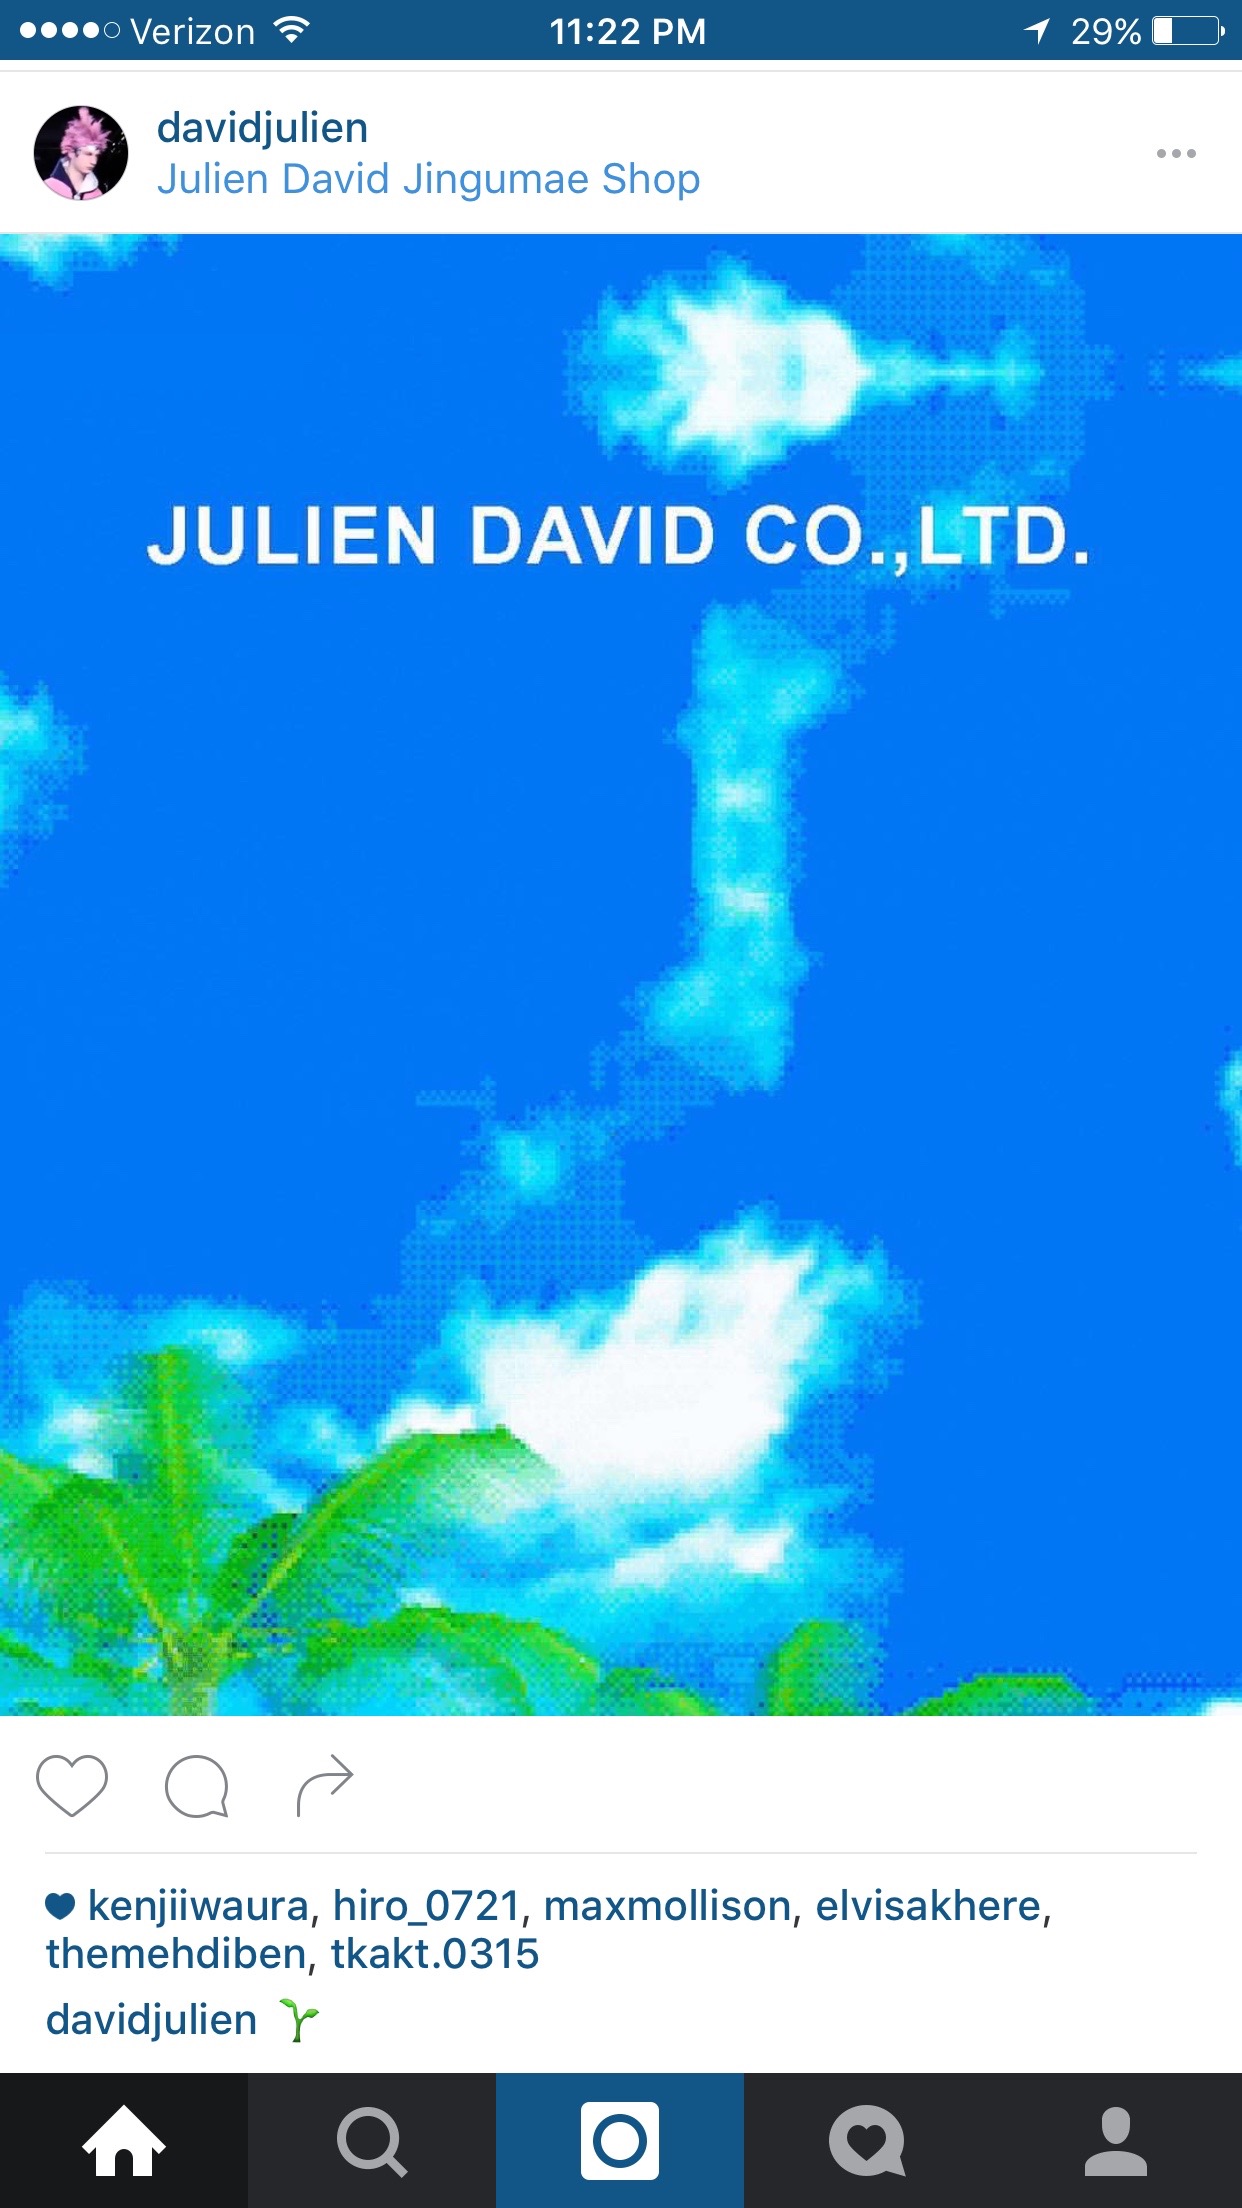 Verizon 11:22 PM 29%
davidjulien
Julien David Jingumae Shop
JULIEN DAVID CO.,LTD.
kenjiiwaura, hiro_0721, maxmollison, elvisakhere,
themehdiben, tkakt.0315
davidjulien 🌱